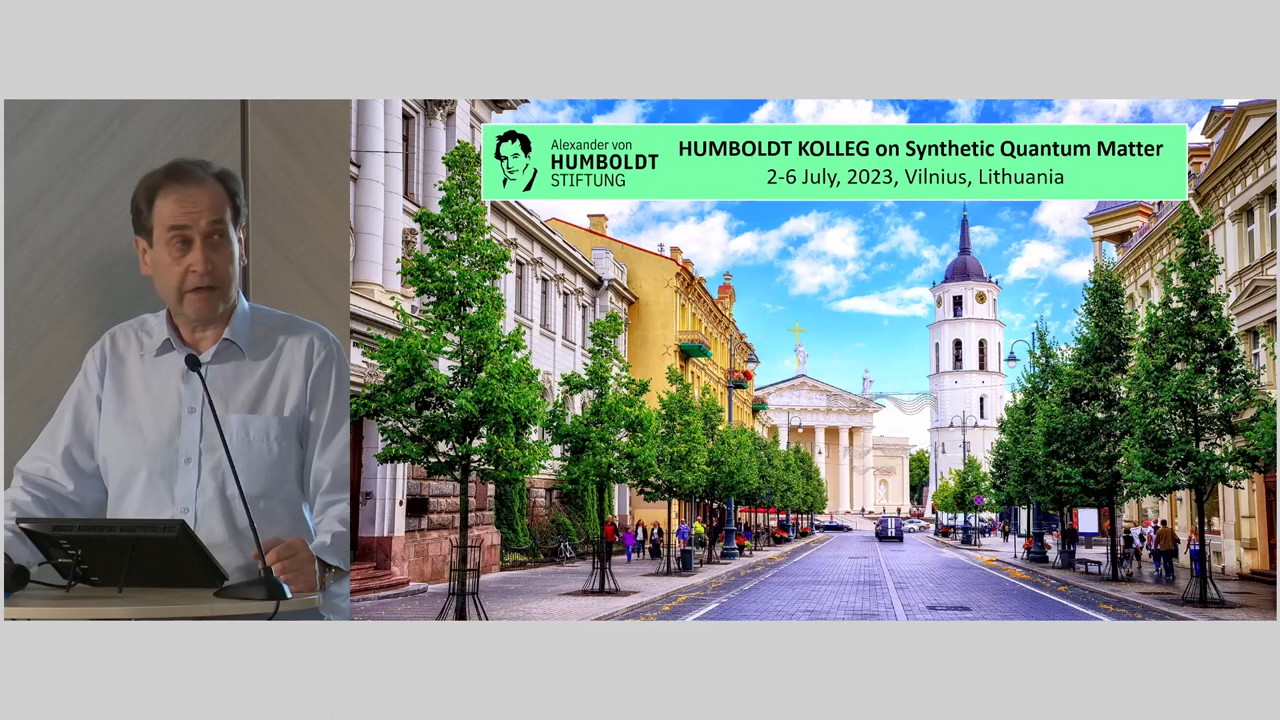 Alexander von
HUMBOLDT
STIFTUNG
HUMBOLDT KOLLEG on Synthetic Quantum Matter
2-6 July, 2023, Vilnius, Lithuania